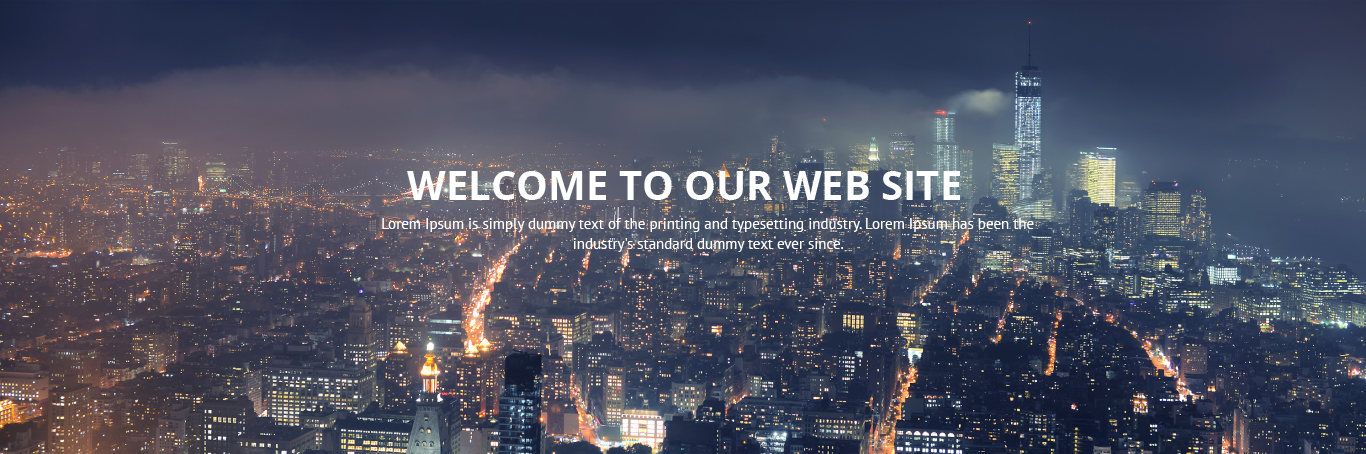 WELCOME TO OUR WEB SITE
Lorem Ipsum is simply dummy text of the printing and typesetting industry. Lorem Ipsum has been the
industry's standard dummy text ever since.